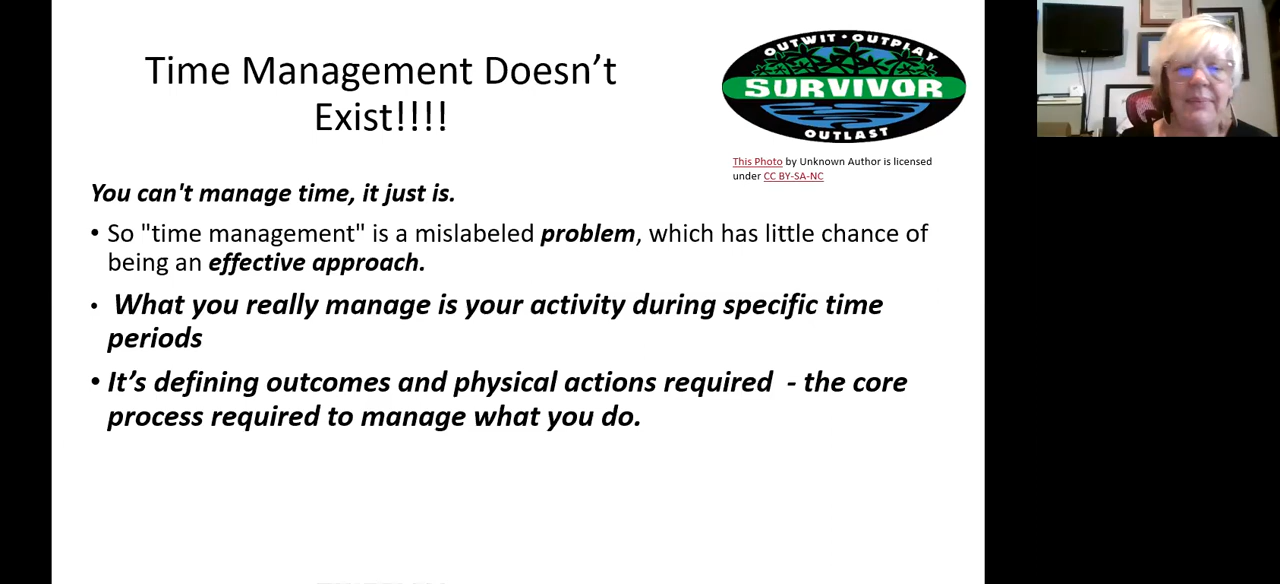 Time Management Doesn’t
Exist!!!!
OUTWIT · OUTPLAY
SURVIVOR
OUTLAST
This Photo by Unknown Author is licensed
under CC BY-SA-NC
You can't manage time, it just is.
• So "time management" is a mislabeled problem, which has little chance of
being an effective approach.
• What you really manage is your activity during specific time
periods
• It’s defining outcomes and physical actions required - the core
process required to manage what you do.